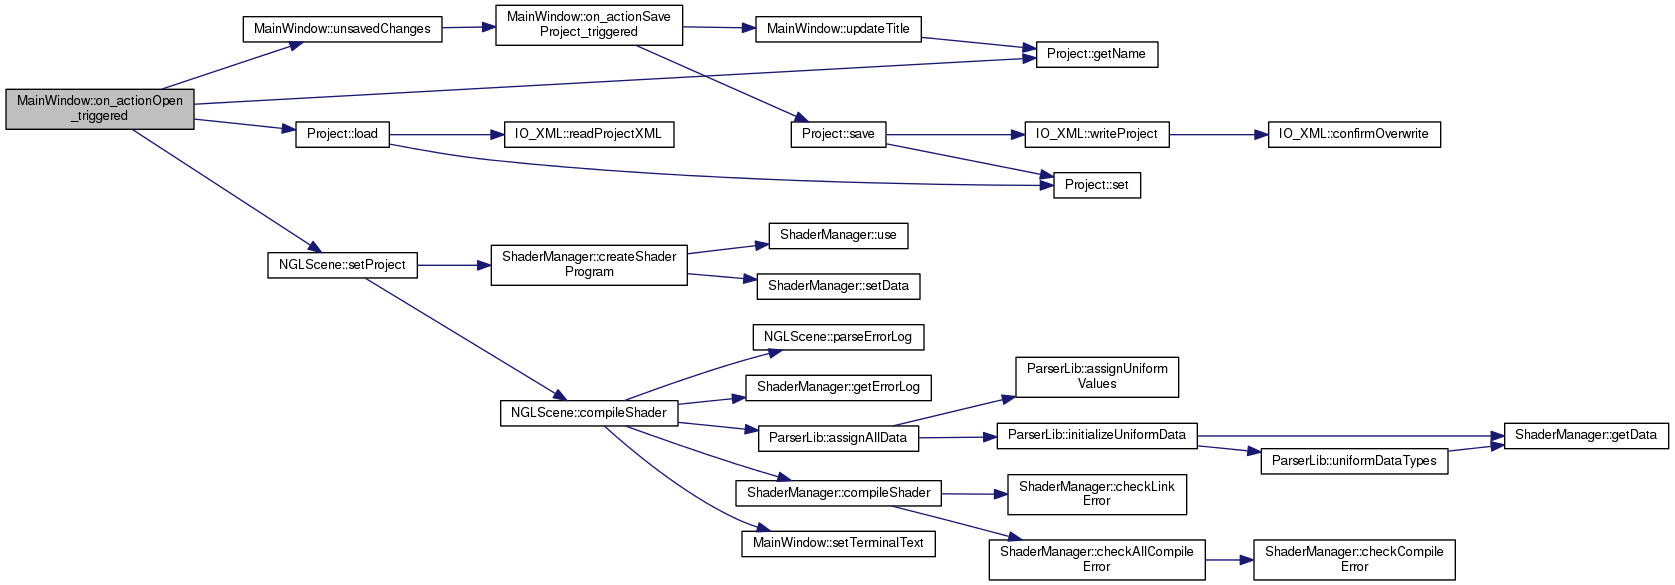 MainWindow::on_actionOpen
_triggered
MainWindow::unsavedChanges
MainWindow::on_actionSave
Project_triggered
MainWindow::updateTitle
Project::getName
Project::load
IO_XML::readProjectXML
Project::save
IO_XML::writeProject
IO_XML::confirmOverwrite
Project::set
NGLScene::setProject
ShaderManager::createShader
Program
ShaderManager::use
ShaderManager::setData
NGLScene::compileShader
NGLScene::parseErrorLog
ShaderManager::getErrorLog
ParserLib::assignAllData
ParserLib::assignUniform
Values
ParserLib::initializeUniformData
ParserLib::uniformDataTypes
ShaderManager::getData
ShaderManager::compileShader
ShaderManager::checkLink
Error
ShaderManager::checkAllCompile
Error
ShaderManager::checkCompile
Error
MainWindow::setTerminalText